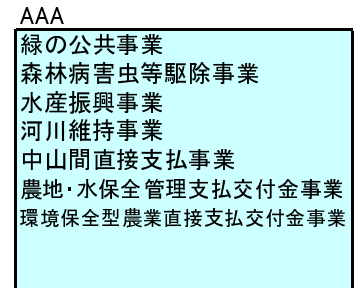 AAA
緑の公共事業
森林病害虫等駆除事業
水産振興事業
河川維持事業
中山間直接支払事業
農地・水保全管理支払交付金事業
環境保全型農業直接支払交付金事業